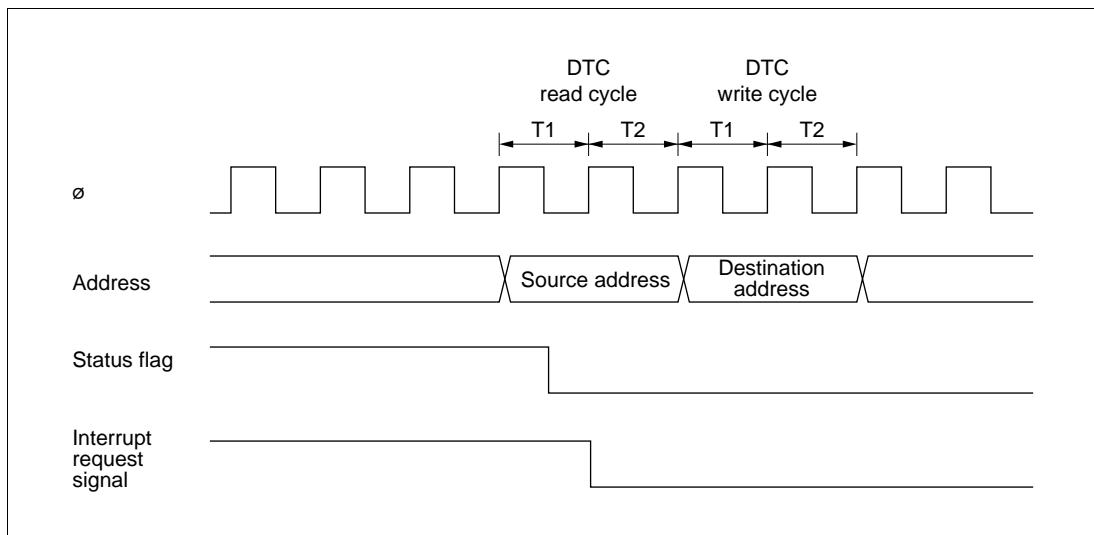 DTC
read cycle
DTC
write cycle
T1
T2
T1
T2
ø
Address
Source address
Destination
address
Status flag
Interrupt
request
signal